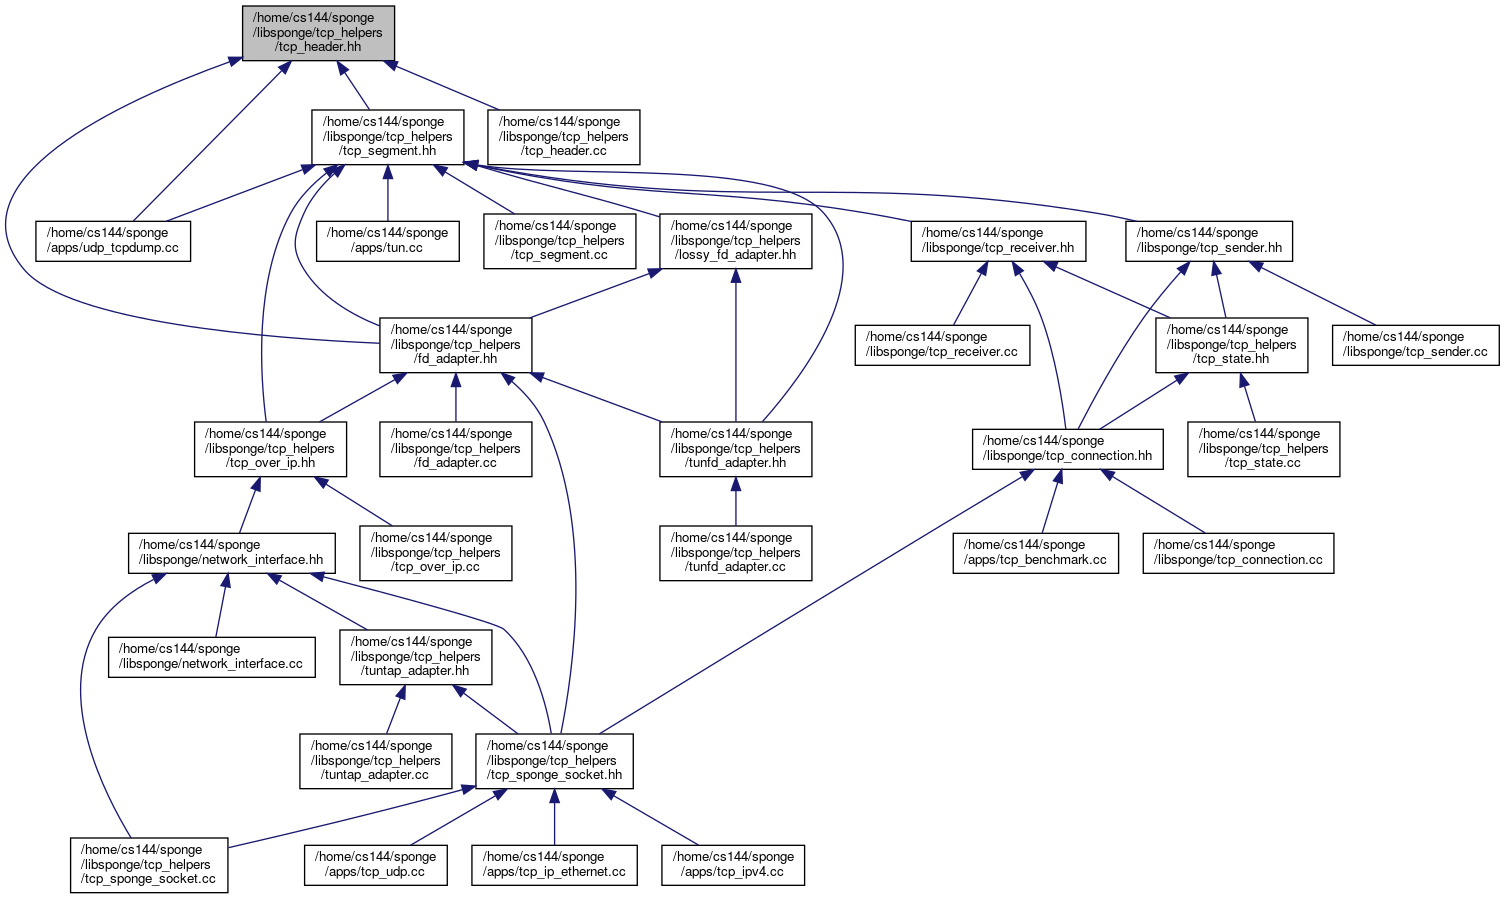 /home/cs144/sponge
/libsponge/tcp_helpers
/tcp_header.hh
/home/cs144/sponge
/libsponge/tcp_helpers
/tcp_segment.hh
/home/cs144/sponge
/libsponge/tcp_helpers
/tcp_header.cc
/home/cs144/sponge
/apps/udp_tcpdump.cc
/home/cs144/sponge
/apps/tun.cc
/home/cs144/sponge
/libsponge/tcp_helpers
/tcp_segment.cc
/home/cs144/sponge
/libsponge/tcp_helpers
/lossy_fd_adapter.hh
/home/cs144/sponge
/libsponge/tcp_receiver.hh
/home/cs144/sponge
/libsponge/tcp_sender.hh
/home/cs144/sponge
/libsponge/tcp_helpers
/fd_adapter.hh
/home/cs144/sponge
/libsponge/tcp_receiver.cc
/home/cs144/sponge
/libsponge/tcp_helpers
/tcp_state.hh
/home/cs144/sponge
/libsponge/tcp_sender.cc
/home/cs144/sponge
/libsponge/tcp_helpers
/tcp_over_ip.hh
/home/cs144/sponge
/libsponge/tcp_helpers
/fd_adapter.cc
/home/cs144/sponge
/libsponge/tcp_helpers
/tunfd_adapter.hh
/home/cs144/sponge
/libsponge/tcp_connection.hh
/home/cs144/sponge
/libsponge/tcp_helpers
/tcp_state.cc
/home/cs144/sponge
/libsponge/network_interface.hh
/home/cs144/sponge
/libsponge/tcp_helpers
/tcp_over_ip.cc
/home/cs144/sponge
/libsponge/tcp_helpers
/tunfd_adapter.cc
/home/cs144/sponge
/apps/tcp_benchmark.cc
/home/cs144/sponge
/libsponge/tcp_connection.cc
/home/cs144/sponge
/libsponge/network_interface.cc
/home/cs144/sponge
/libsponge/tcp_helpers
/tuntap_adapter.hh
/home/cs144/sponge
/libsponge/tcp_helpers
/tuntap_adapter.cc
/home/cs144/sponge
/libsponge/tcp_helpers
/tcp_sponge_socket.hh
/home/cs144/sponge
/libsponge/tcp_helpers
/tcp_sponge_socket.cc
/home/cs144/sponge
/apps/tcp_udp.cc
/home/cs144/sponge
/apps/tcp_ip_ethernet.cc
/home/cs144/sponge
/apps/tcp_ipv4.cc